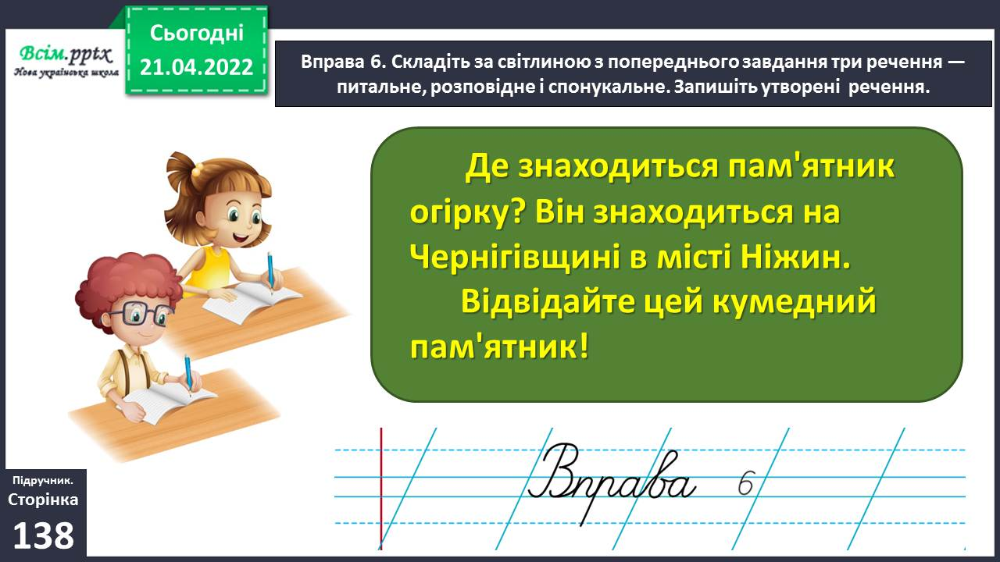 Сьогодні
21.04.2022
Всім.pptx
Нова українська школа
Вправа 6. Складіть за світлиною з попереднього завдання три речення —
питальне, розповідне і спонукальне. Запишіть утворені речення.
Де знаходиться пам'ятник
огірку? Він знаходиться на
Чернігівщині в місті Ніжин.
Відвідайте цей кумедний
пам'ятник!
Вправа 6
Підручник.
Сторінка
138